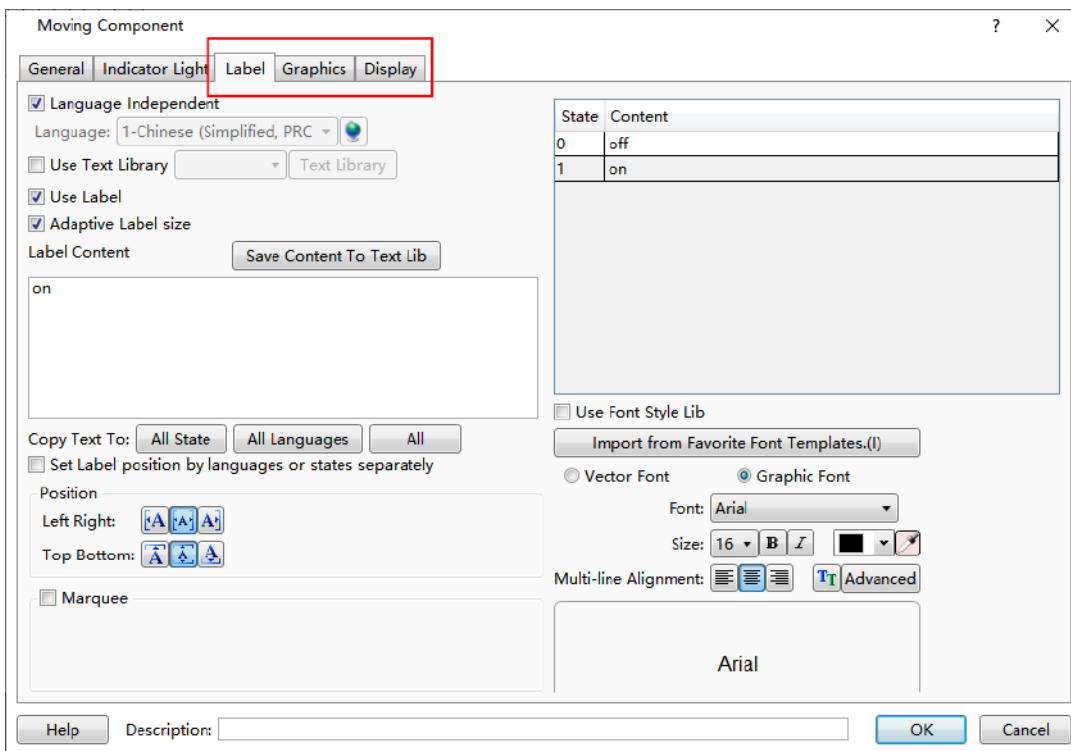 Moving Component
?
General Indicator Light Label Graphics Display
Language Independent
Language: 1-Chinese (Simplified, PRC
Use Text Library Text Library
Use Label
Adaptive Label size
Label Content Save Content To Text Lib
on
Copy Text To: All State All Languages All
Set Label position by languages or states separately
Position
Left Right: A A A
Top Bottom: A A A
Marquee
State Content
0 off
1 on
Use Font Style Lib
Import from Favorite Font Templates.(I)
Vector Font Graphic Font
Font: Arial
Size: 16 B I
Multi-line Alignment: TT Advanced
Arial
Help Description: OK Cancel